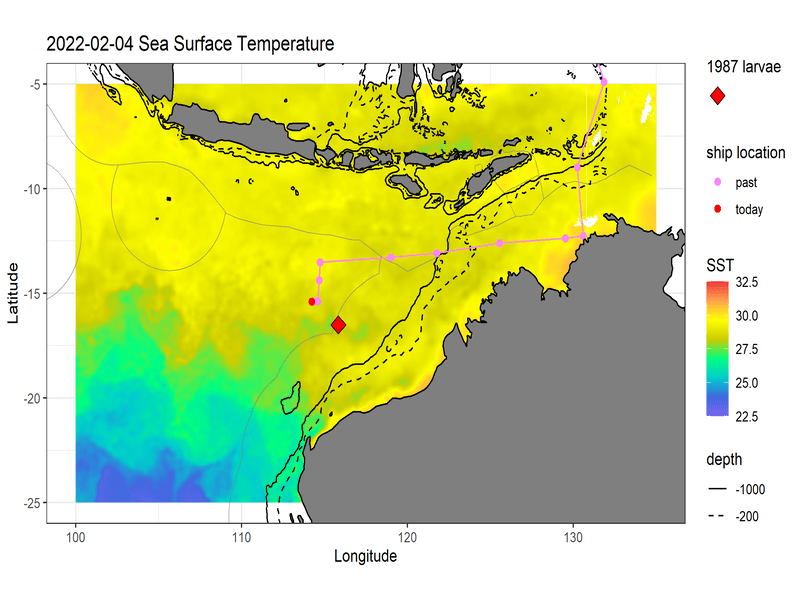 2022-02-04 Sea Surface Temperature
-5
-10
-15
-20
-25
Latitude
100
110
120
130
Longitude
1987 larvae
ship location
past
today
SST
32.5
30.0
27.5
25.0
22.5
depth
-1000
-200